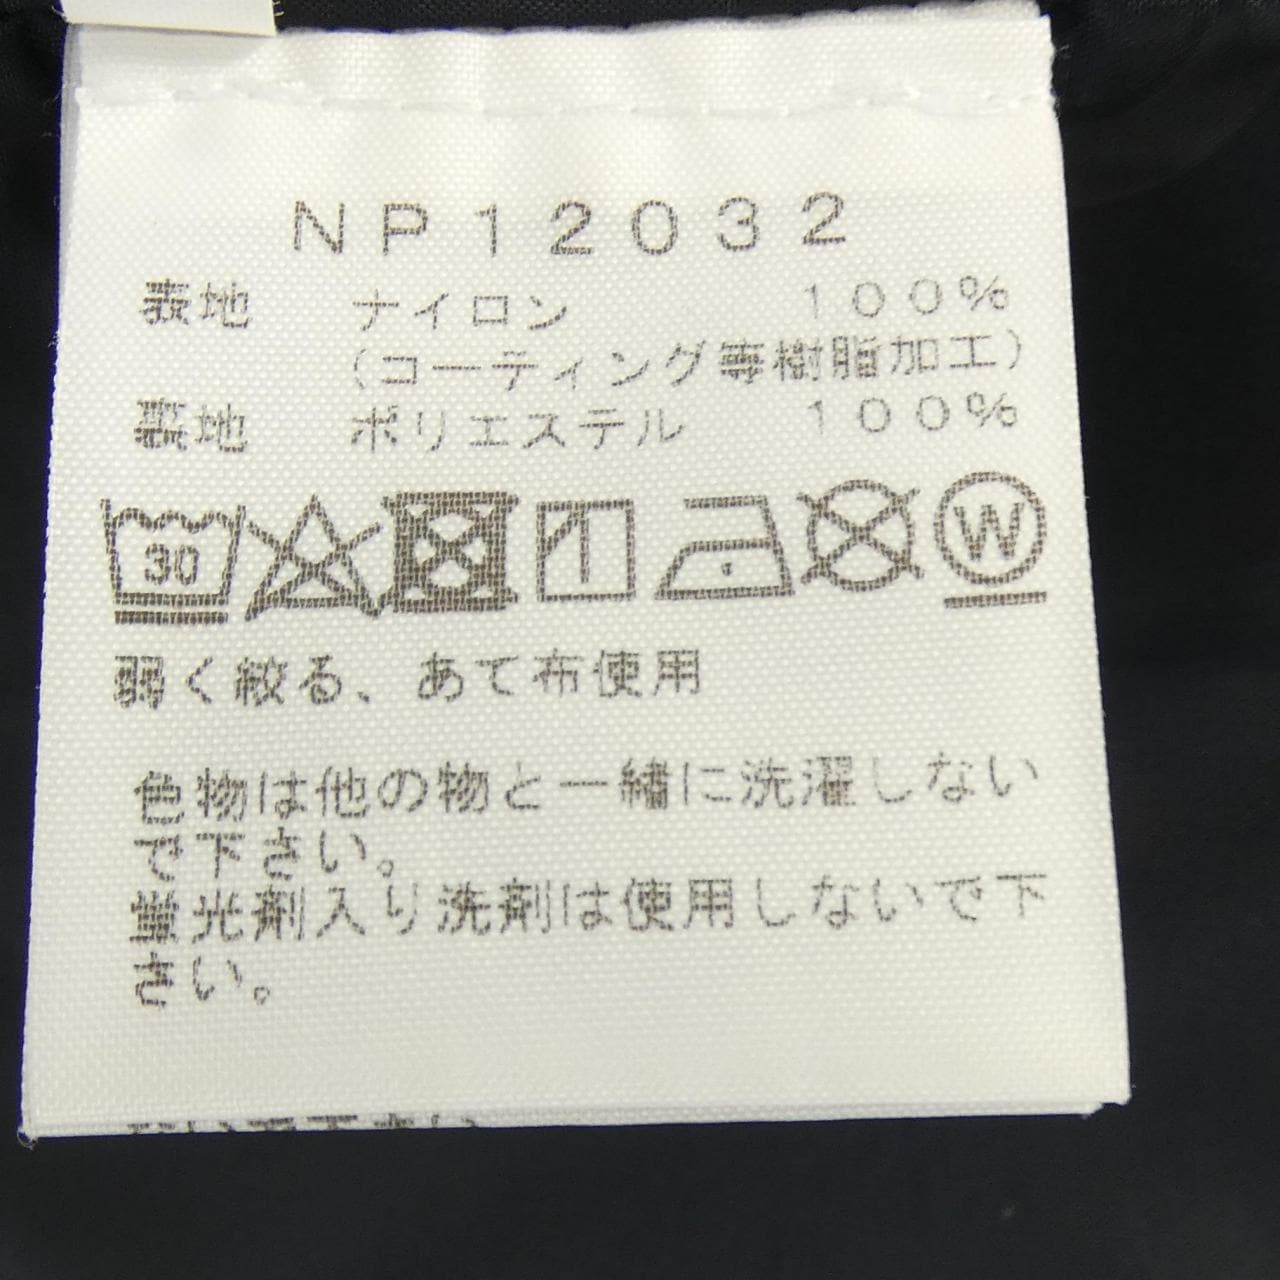 NP12032
表地 ナイロン 100%
(コーティング等樹脂加工)
裏地 ポリエステル 100%
30
W
弱く絞る、あて布使用
色物は他の物と一緒に洗濯しない
で下さい。
蛍光剤入り洗剤は使用しないで下
さい。